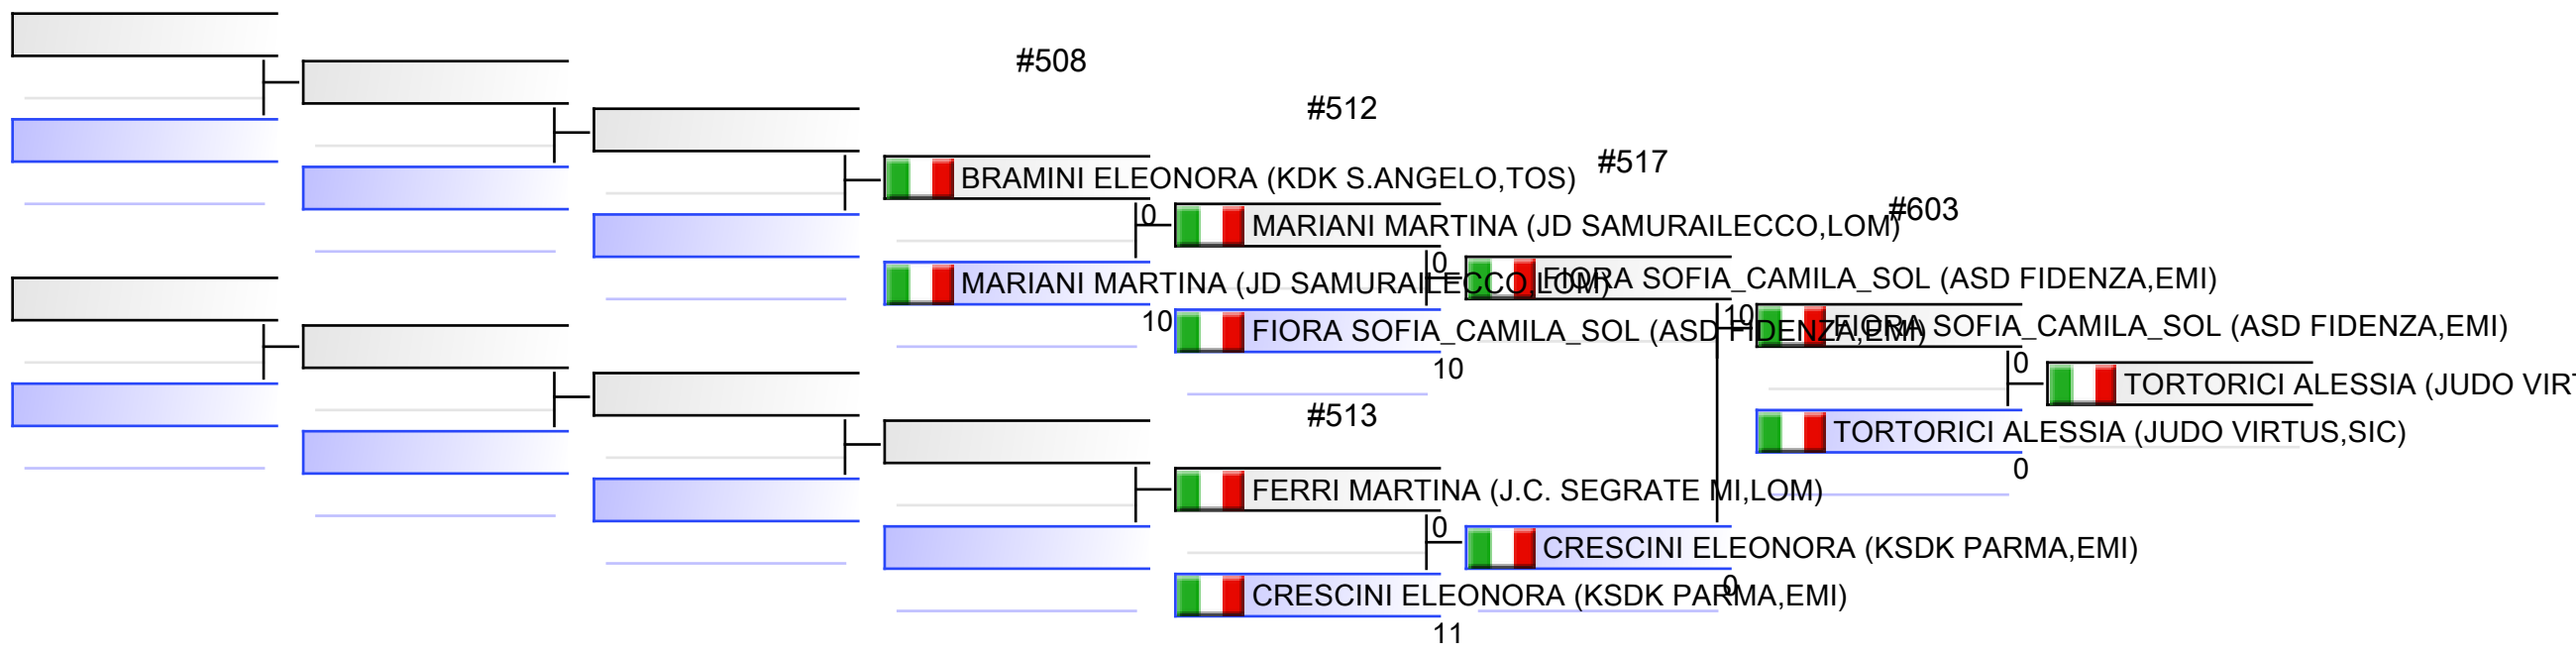 #508
#512
#517
BRAMINI ELEONORA (KDK S.ANGELO,TOS)
#603
0
MARIANI MARTINA (JD SAMURAILECCO,LOM)
0
MARIANI MARTINA (JD SAMURAILECCO,LOM)
FIORA SOFIA_CAMILA_SOL (ASD FIDENZA,EMI)
10
10
FIORA SOFIA_CAMILA_SOL (ASD FIDENZA,EMI)
FIORA SOFIA_CAMILA_SOL (ASD FIDENZA,EMI)
10
0
TORTORICI ALESSIA (JUDO VIRT
#513
TORTORICI ALESSIA (JUDO VIRTUS,SIC)
0
FERRI MARTINA (J.C. SEGRATE MI,LOM)
0
CRESCINI ELEONORA (KSDK PARMA,EMI)
0
CRESCINI ELEONORA (KSDK PARMA,EMI)
11